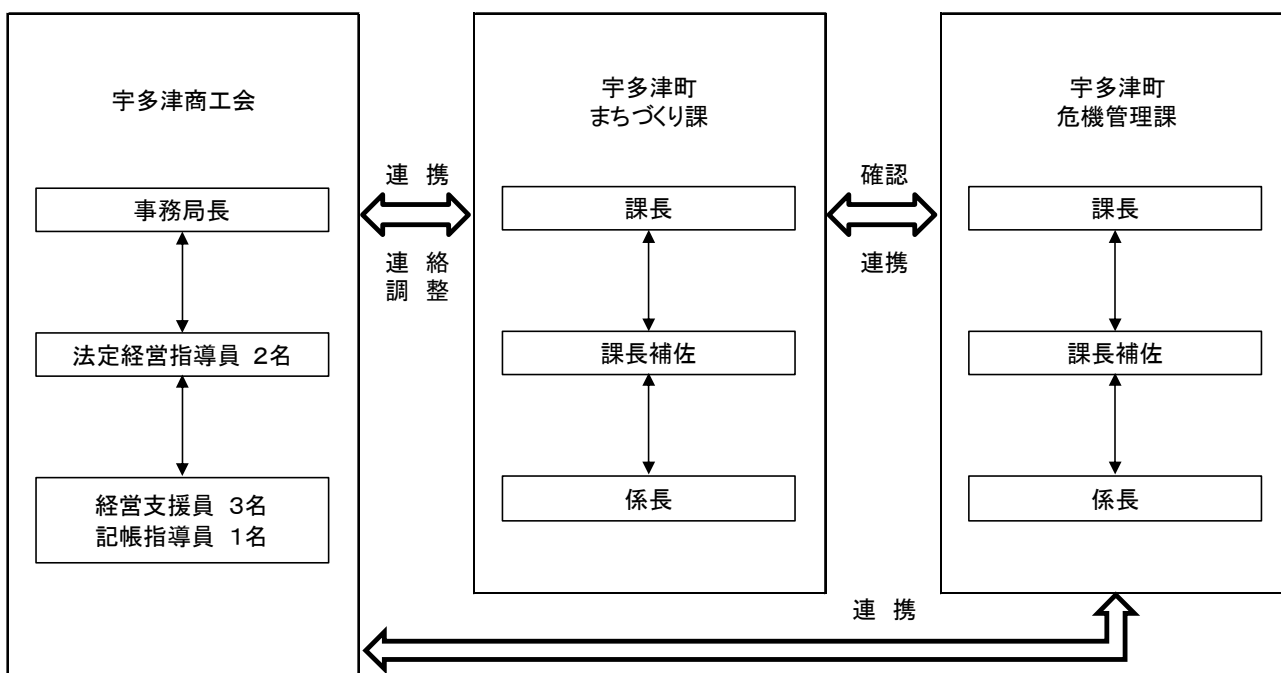 宇多津商工会
事務局長
法定経営指導員 2名
経営支援員 3名
記帳指導員 1名
連 携
連 絡
調 整
宇多津町
まちづくり課
課長
課長補佐
係長
確認
連携
宇多津町
危機管理課
課長
課長補佐
係長
連 携